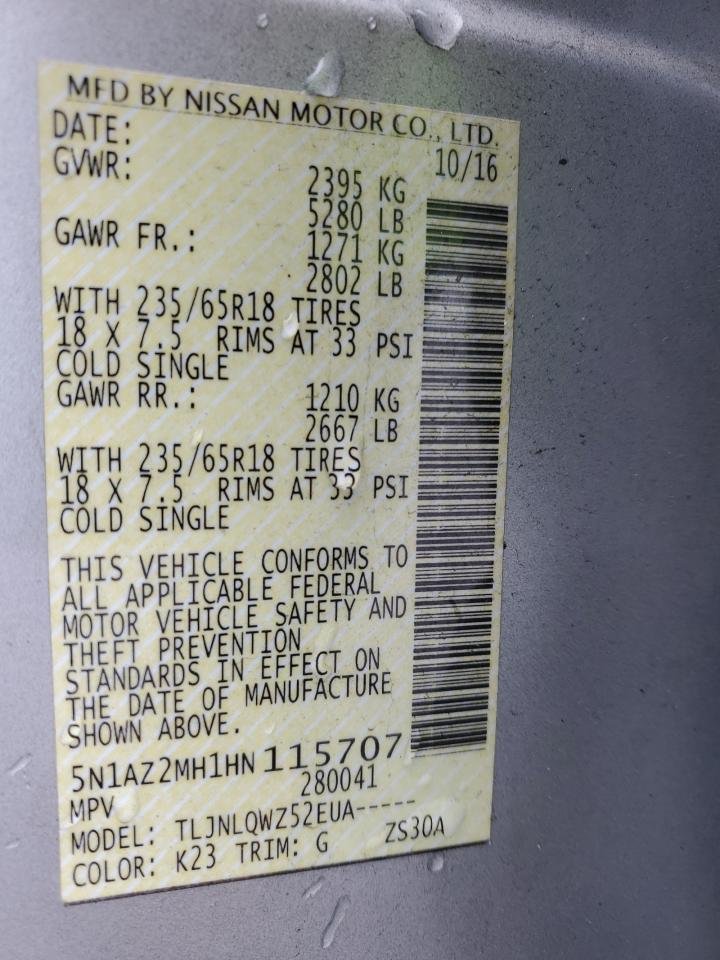 MFD BY NISSAN MOTOR CO., LTD.
DATE: 10/16
GVWR: 2395 KG
5280 LB
GAWR FR.: 1271 KG
2802 LB
WITH 235/65R18 TIRES
18 X 7.5 RIMS AT 33 PSI
COLD SINGLE
GAWR RR.: 1210 KG
2667 LB
WITH 235/65R18 TIRES
18 X 7.5 RIMS AT 33 PSI
COLD SINGLE
THIS VEHICLE CONFORMS TO
ALL APPLICABLE FEDERAL
MOTOR VEHICLE SAFETY AND
THEFT PREVENTION
STANDARDS IN EFFECT ON
THE DATE OF MANUFACTURE
SHOWN ABOVE.
5N1AZ2MH1HN 115707
MPV 280041
MODEL: TLJNLQWZ52EUA-----
COLOR: K23 TRIM: G ZS30A